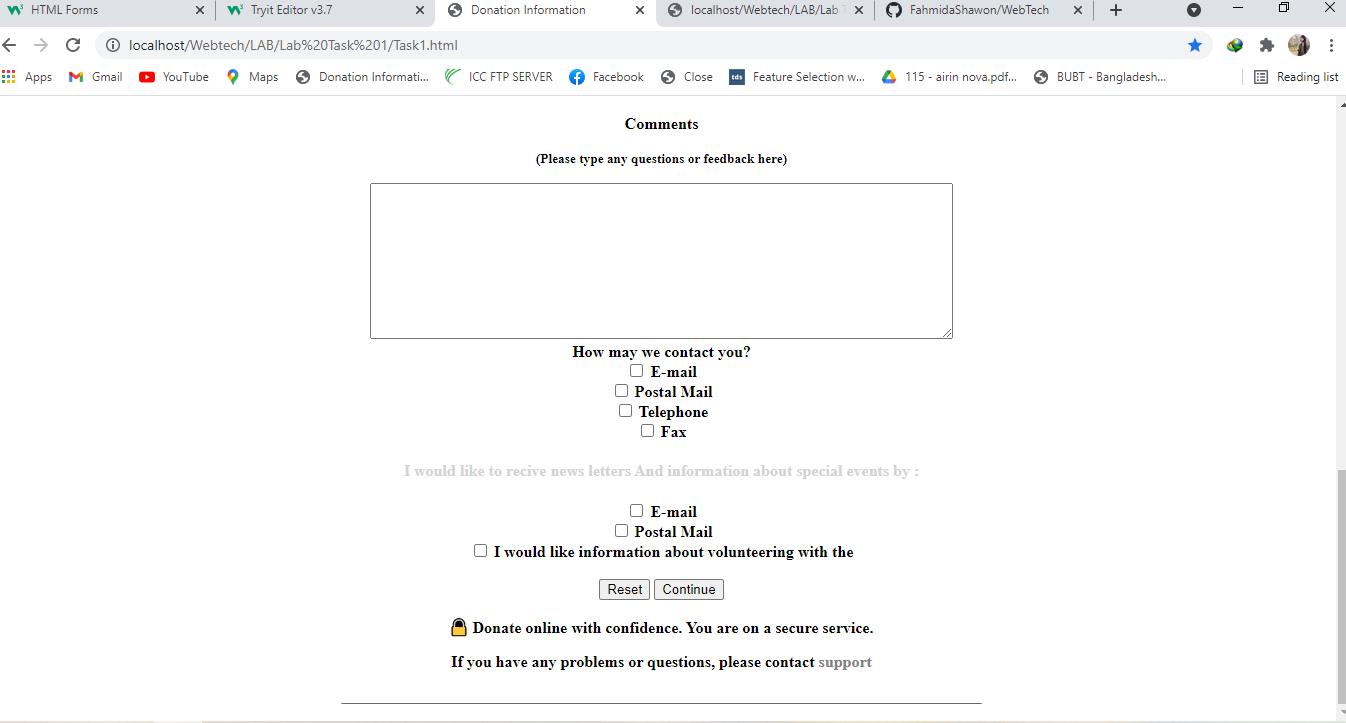 HTML Forms
Tryit Editor v3.7
Donation Information
localhost/Webtech/LAB/Lab T
FahmidaShawon/WebTech
localhost/Webtech/LAB/Lab%20Task%201/Task1.html
Apps
Gmail
YouTube
Maps
Donation Informati...
ICC FTP SERVER
Facebook
Close
tds
Feature Selection w...
115 - airin nova.pdf...
BUBT - Bangladesh...
Reading list
Comments
(Please type any questions or feedback here)
How may we contact you?
E-mail
Postal Mail
Telephone
Fax
I would like to recive news letters And information about special events by :
E-mail
Postal Mail
I would like information about volunteering with the
Reset Continue
Donate online with confidence. You are on a secure service.
If you have any problems or questions, please contact support